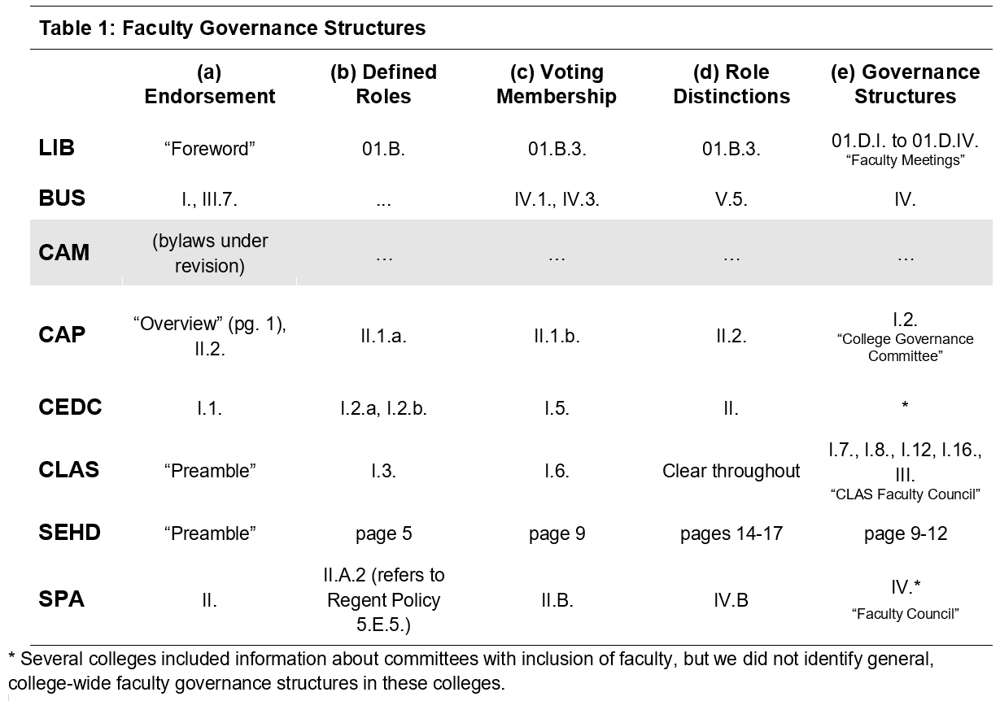 Table 1: Faculty Governance Structures
(a) Endorsement (b) Defined Roles (c) Voting Membership (d) Role Distinctions (e) Governance Structures
LIB “Foreword” 01.B. 01.B.3. 01.B.3. 01.D.I. to 01.D.IV. “Faculty Meetings”
BUS I., III.7. ... IV.1., IV.3. V.5. IV.
CAM (bylaws under revision) … … … …
CAP “Overview” (pg. 1), II.2. II.1.a. II.1.b. II.2. I.2. “College Governance Committee”
CEDC I.1. I.2.a, I.2.b. I.5. II. *
CLAS “Preamble” I.3. I.6. Clear throughout I.7., I.8., I.12, I.16., III. “CLAS Faculty Council”
SEHD “Preamble” page 5 page 9 pages 14-17 page 9-12
SPA II. II.A.2 (refers to Regent Policy 5.E.5.) II.B. IV.B IV.* “Faculty Council”
* Several colleges included information about committees with inclusion of faculty, but we did not identify general,
college-wide faculty governance structures in these colleges.